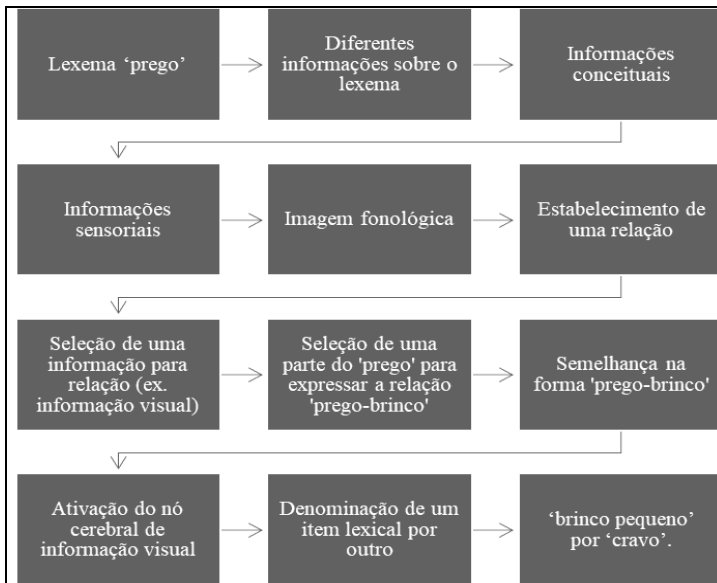 Lexema ‘prego’
Diferentes
informações sobre o
lexema
Informações
conceituais
Informações
sensoriais
Imagem fonológica
Estabelecimento de
uma relação
Seleção de uma
informação para
relação (ex.
informação visual)
Seleção de uma
parte do 'prego' para
expressar a relação
'prego-brinco'
Semelhança na
forma 'prego-brinco'
Ativação do nó
cerebral de
informação visual
Denominação de um
item lexical por
outro
‘brinco pequeno’
por ‘cravo’.